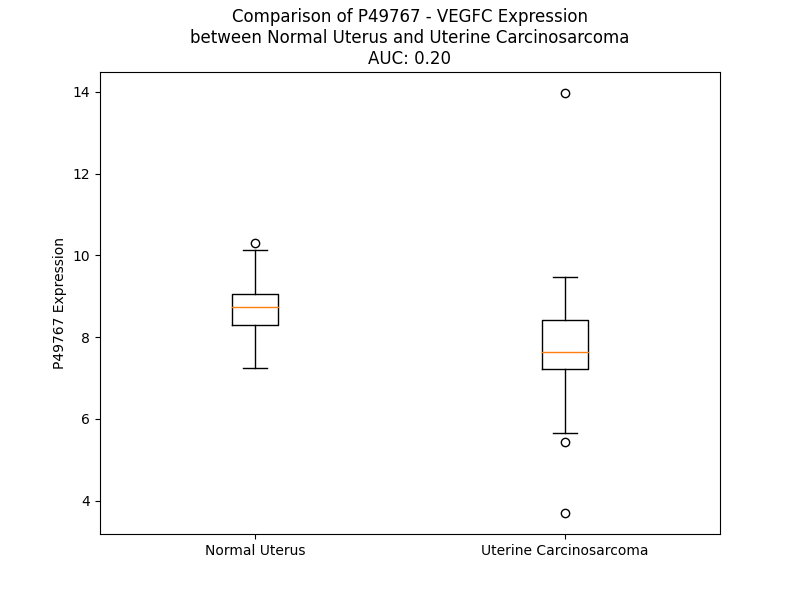 Comparison of P49767 - VEGFC Expression
between Normal Uterus and Uterine Carcinosarcoma
AUC: 0.20
14
12
10
8
6
4
P49767 Expression
Normal Uterus
Uterine Carcinosarcoma